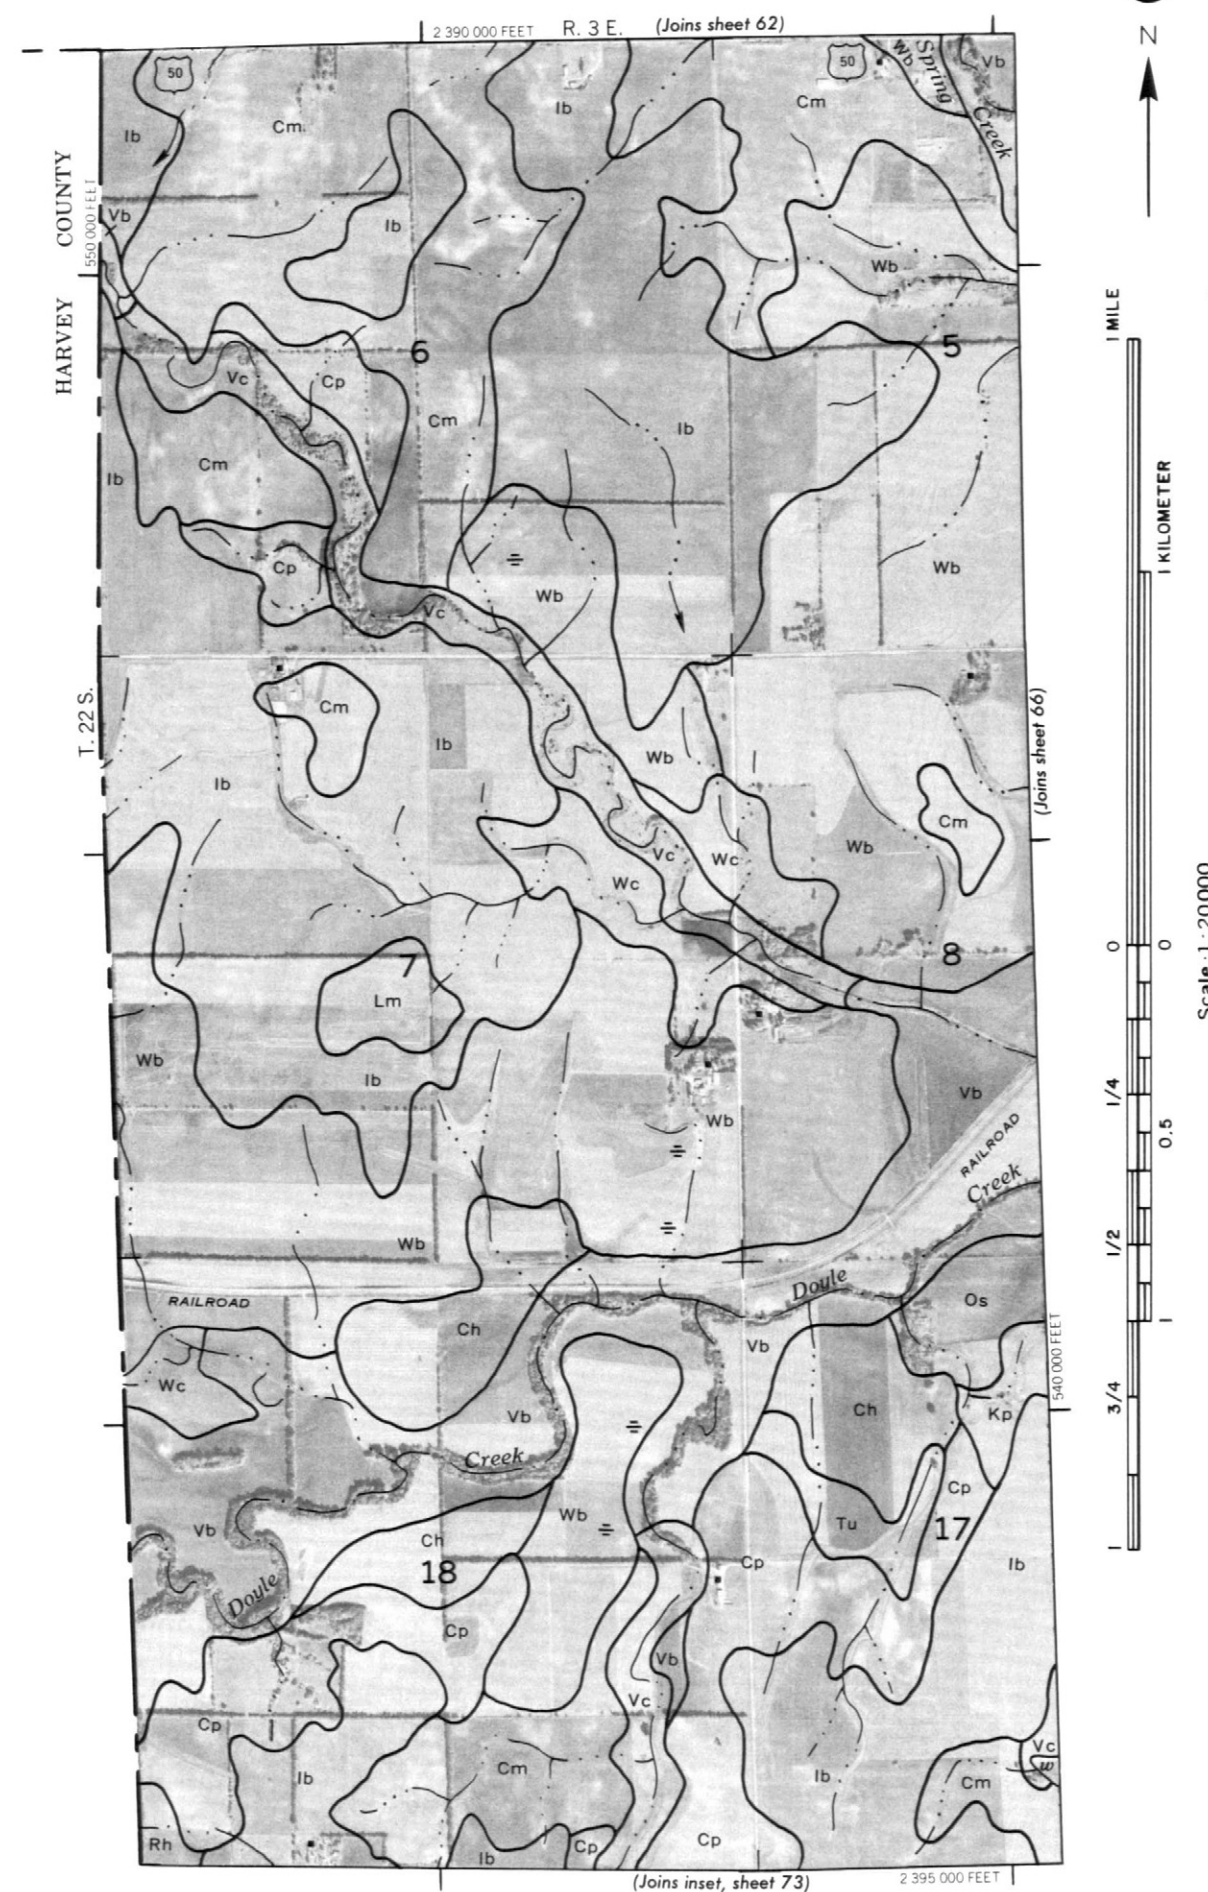 2 390 000 FEET R. 3 E. (Joins sheet 62)
N
50 50 Wb Spring Creek Vb
Ib Cm Ib Cm
HARVEY COUNTY
550 000 FEET
Vb Ib Wb
6 5
Vc Cp Cm Ib
Ib Cm
Cp Wb Wb
Vc
T. 22 S.
(Joins sheet 66)
Cm Ib Wb
Ib Cm
Vc Wc Wb
Wc
7 8
Lm
Wb Ib Vb
Wb
RAILROAD
Creek
Wb
RAILROAD Doyle Os
Ch Vb
540 000 FEET
Wc Vb Ch Kp
Creek Cp
Vb Ch Wb Tu 17
18 Cp Ib
Doyle
Cp Vb
Vc
Cp Vc
Ib Cm Ib Cm w
Rh Ib Cp Cp
(Joins inset, sheet 73) 2 395 000 FEET
1 MILE
1 KILOMETER
0 0
1/4
0.5
1/2
1
3/4
1
Scale 1:20000